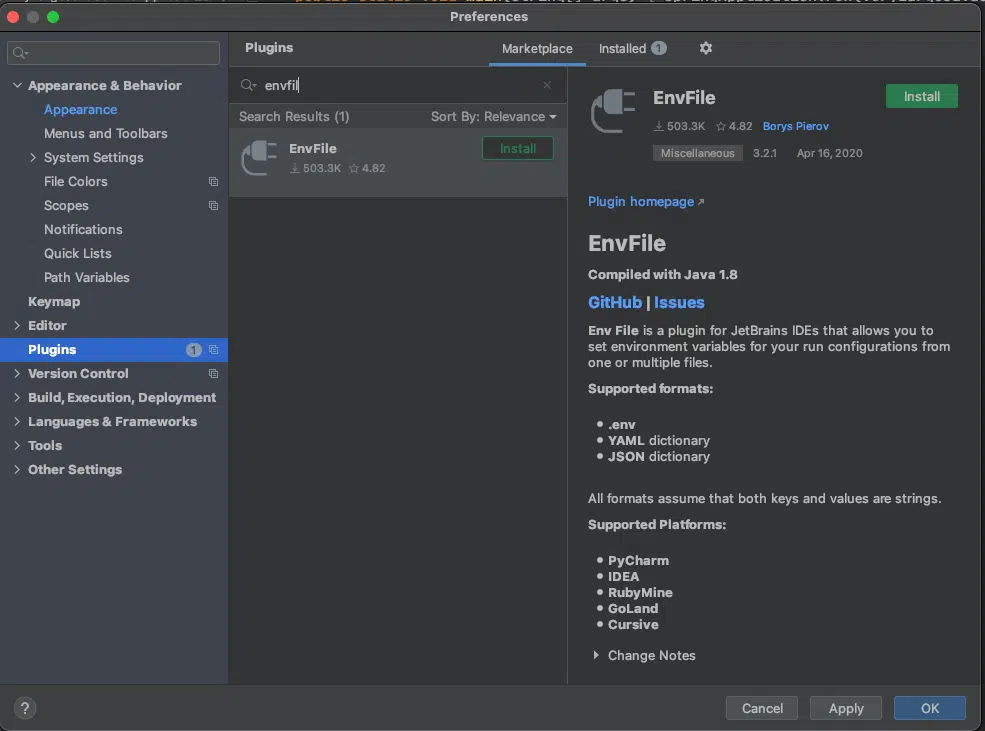 Preferences
Appearance & Behavior
Appearance
Menus and Toolbars
System Settings
File Colors
Scopes
Notifications
Quick Lists
Path Variables
Keymap
Editor
Plugins 1
Version Control
Build, Execution, Deployment
Languages & Frameworks
Tools
Other Settings
Plugins
Marketplace
Installed 1
envfil
Search Results (1) Sort By: Relevance
EnvFile
503.3K 4.82
Install
EnvFile
Install
503.3K 4.82 Borys Pierov
Miscellaneous 3.2.1 Apr 16, 2020
Plugin homepage
EnvFile
Compiled with Java 1.8
GitHub | Issues
Env File is a plugin for JetBrains IDEs that allows you to
set environment variables for your run configurations from
one or multiple files.
Supported formats:
• .env
• YAML dictionary
• JSON dictionary
All formats assume that both keys and values are strings.
Supported Platforms:
• PyCharm
• IDEA
• RubyMine
• GoLand
• Cursive
Change Notes
?
Cancel
Apply
OK